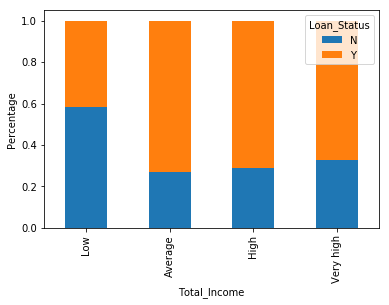 Loan_Status
N
Y
1.0
0.8
0.6
0.4
0.2
0.0
Percentage
Low
Average
High
Very high
Total_Income